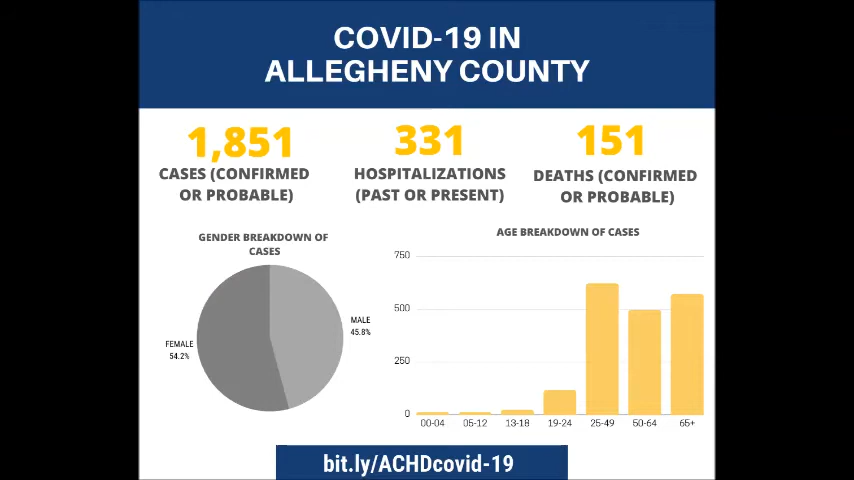 COVID-19 IN
ALLEGHENY COUNTY
1,851
CASES (CONFIRMED
OR PROBABLE)
331
HOSPITALIZATIONS
(PAST OR PRESENT)
151
DEATHS (CONFIRMED
OR PROBABLE)
GENDER BREAKDOWN OF
CASES
MALE
45.8%
FEMALE
54.2%
AGE BREAKDOWN OF CASES
750
500
250
0
00-04 05-12 13-18 19-24 25-49 50-64 65+
bit.ly/ACHDcovid-19